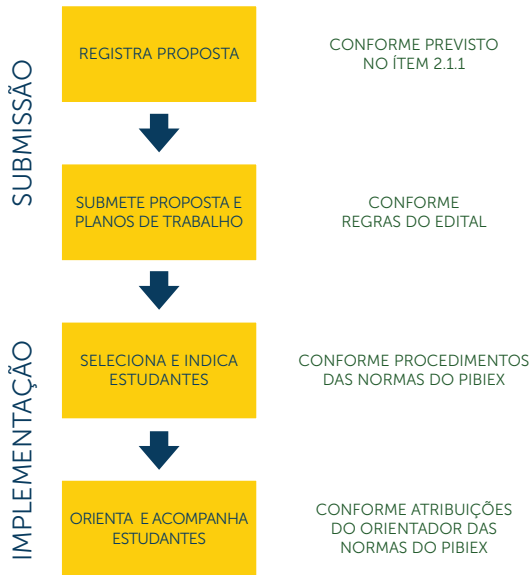 SUBMISSÃO
REGISTRA PROPOSTA
CONFORME PREVISTO
NO ÍTEM 2.1.1
SUBMETE PROPOSTA E
PLANOS DE TRABALHO
CONFORME
REGRAS DO EDITAL
IMPLEMENTAÇÃO
SELECIONA E INDICA
ESTUDANTES
CONFORME PROCEDIMENTOS
DAS NORMAS DO PIBIEX
ORIENTA E ACOMPANHA
ESTUDANTES
CONFORME ATRIBUIÇÕES
DO ORIENTADOR DAS
NORMAS DO PIBIEX